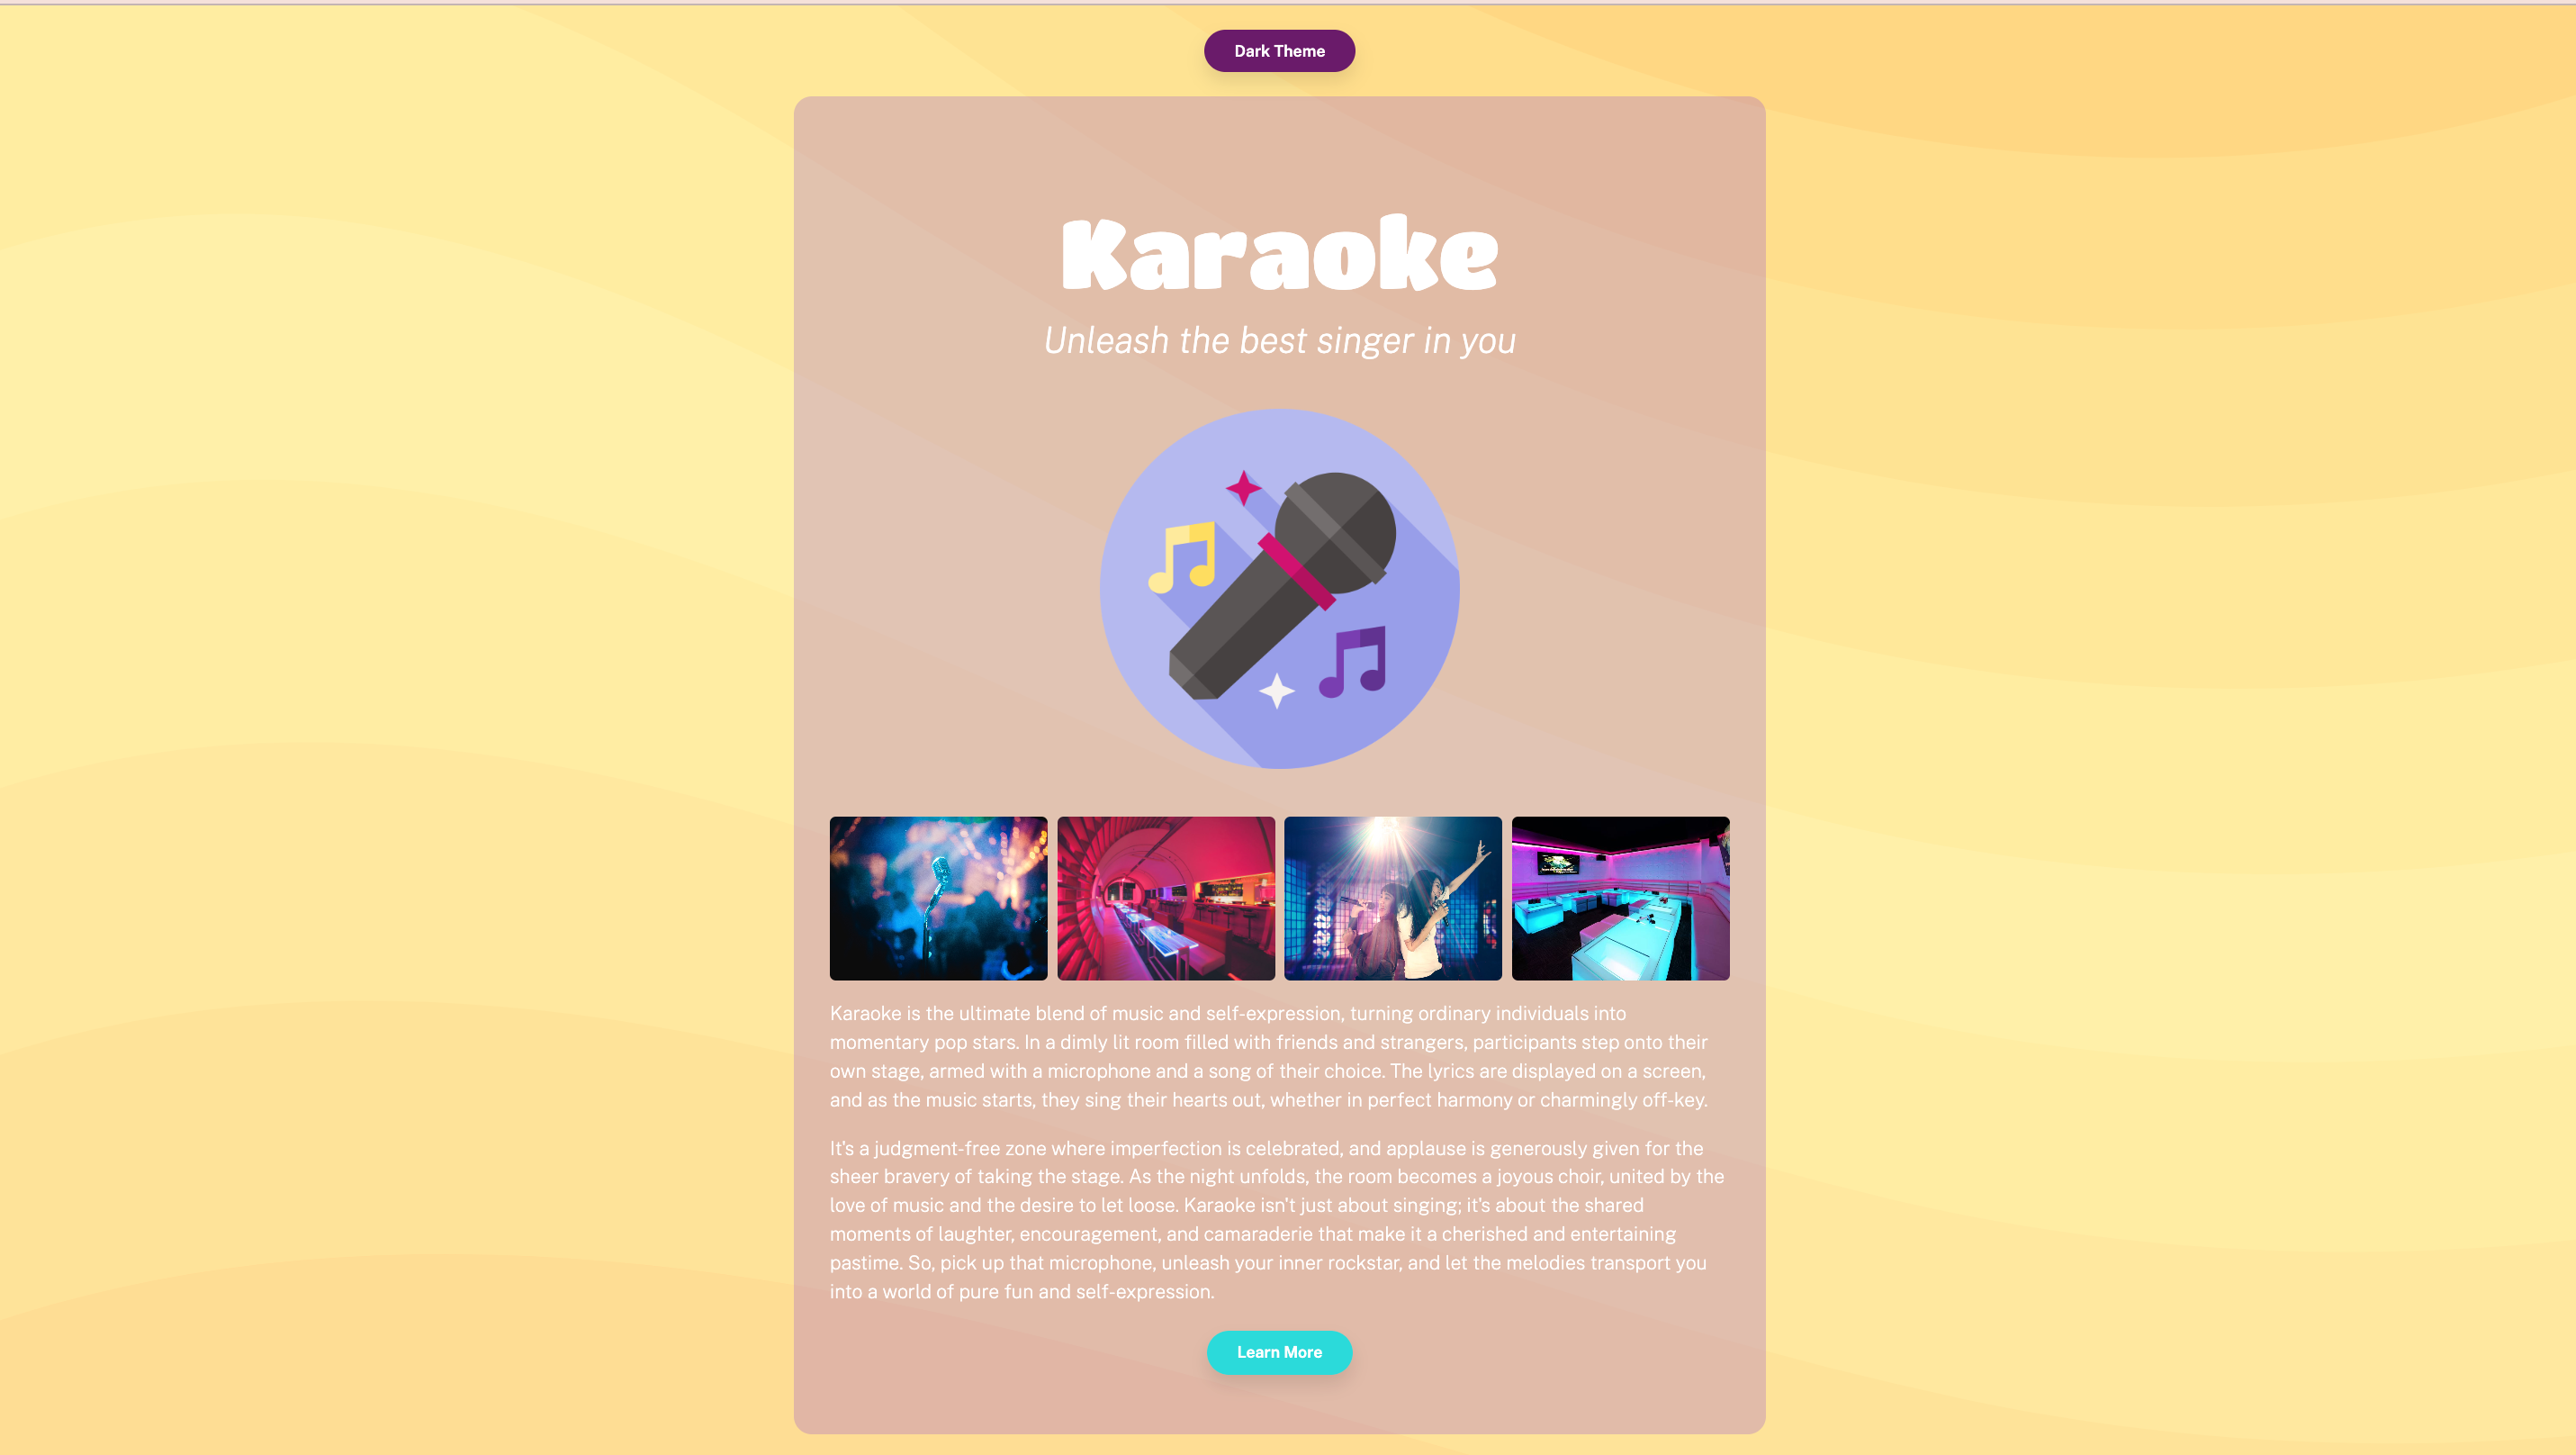 Dark Theme
Karaoke
Unleash the best singer in you
Karaoke is the ultimate blend of music and self-expression, turning ordinary individuals into
momentary pop stars. In a dimly lit room filled with friends and strangers, participants step onto their
own stage, armed with a microphone and a song of their choice. The lyrics are displayed on a screen,
and as the music starts, they sing their hearts out, whether in perfect harmony or charmingly off-key.
It's a judgment-free zone where imperfection is celebrated, and applause is generously given for the
sheer bravery of taking the stage. As the night unfolds, the room becomes a joyous choir, united by the
love of music and the desire to let loose. Karaoke isn't just about singing; it's about the shared
moments of laughter, encouragement, and camaraderie that make it a cherished and entertaining
pastime. So, pick up that microphone, unleash your inner rockstar, and let the melodies transport you
into a world of pure fun and self-expression.
Learn More